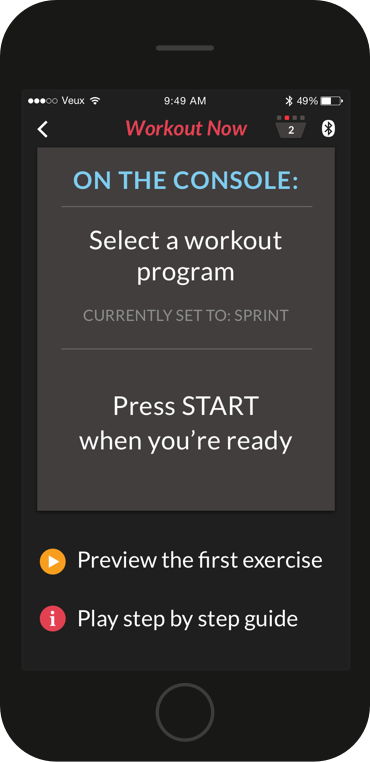 Veux 9:49 AM 49%
Workout Now 2
ON THE CONSOLE:
Select a workout
program
CURRENTLY SET TO: SPRINT
Press START
when you’re ready
Preview the first exercise
Play step by step guide